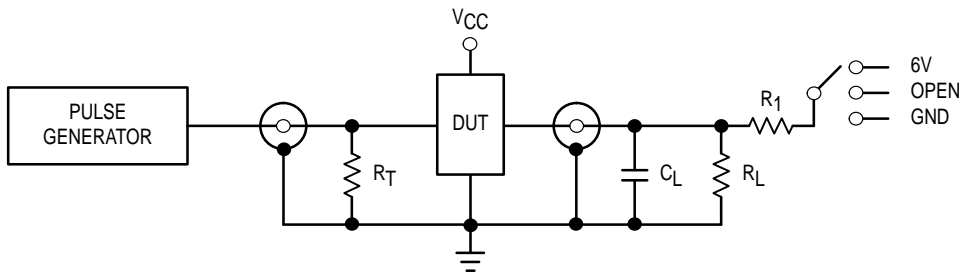 VCC
PULSE
GENERATOR
DUT
RT
CL
RL
R1
6V
OPEN
GND